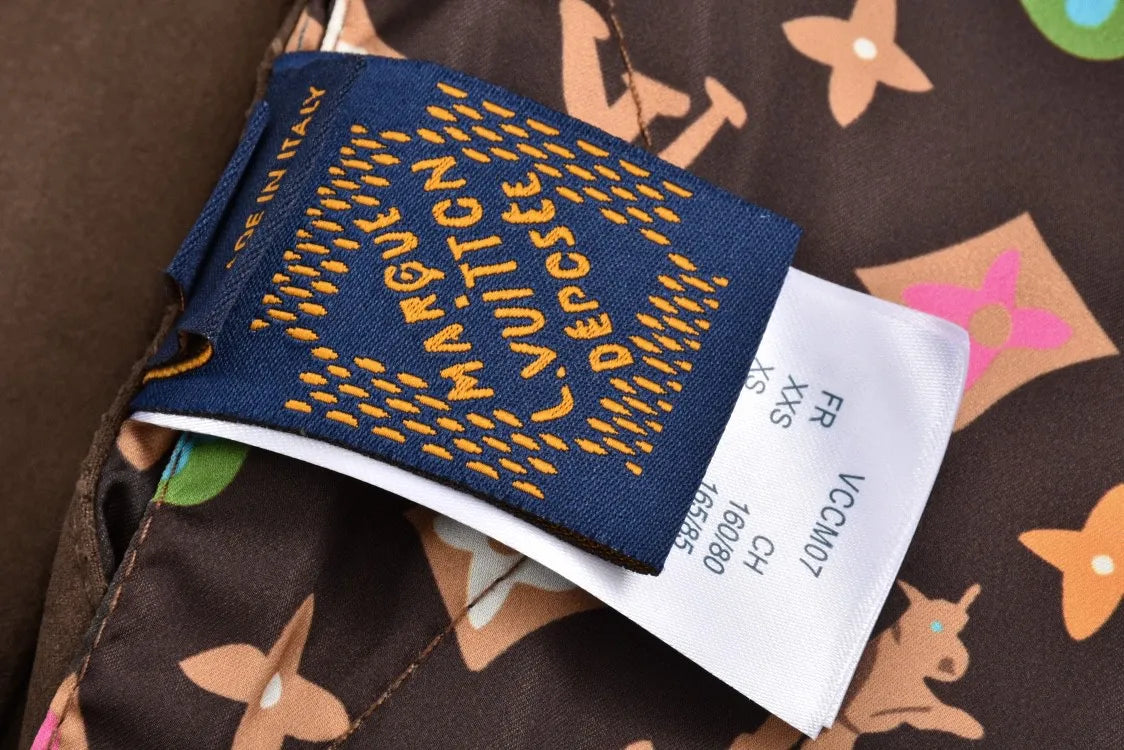 ADE IN ITALY
MARQUE
L.VUITTON
DEPOSEE
VCCM07
FR CH
XXS 160/80
XS 165/85